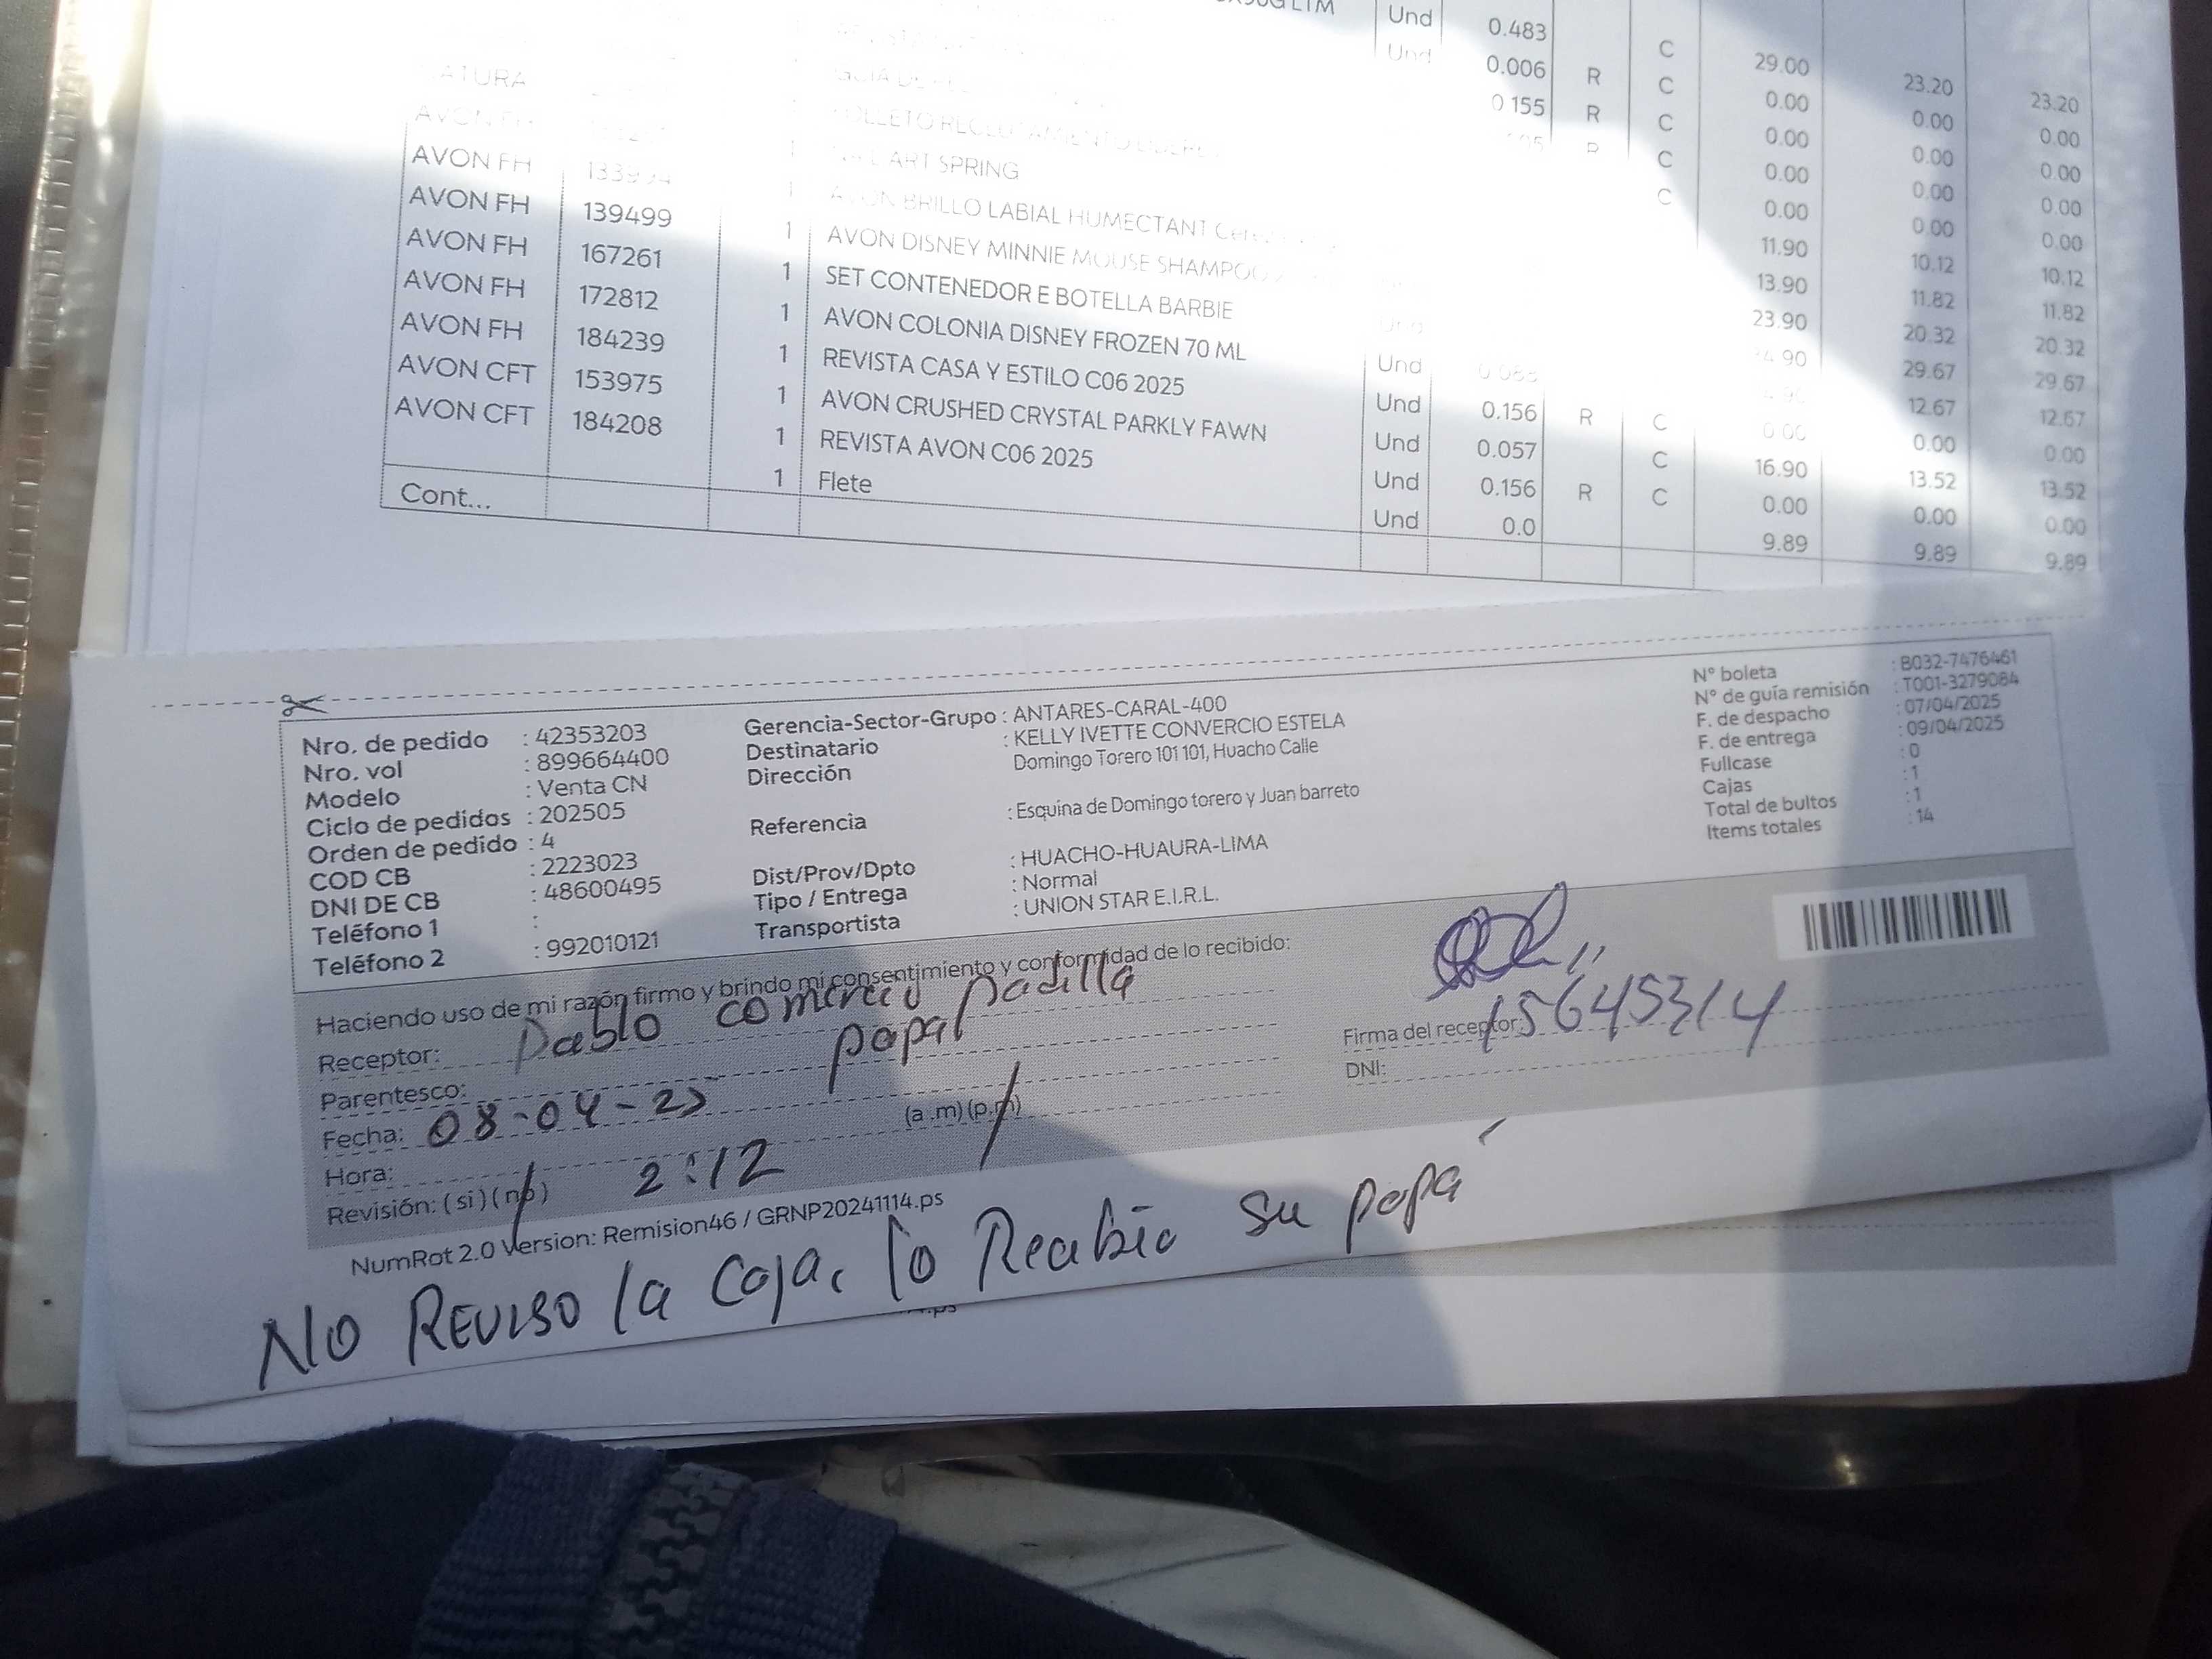 Und 0.483 C 29.00 23.20 23.20
Und 0.006 R C 0.00 0.00 0.00
0.155 R C 0.00 0.00 0.00
C 0.00 0.00 0.00
C 0.00 0.00 0.00
AVON FH ART SPRING 11.90 10.12 10.12
AVON FH 139499 1 BRILLO LABIAL HUMECTANT 13.90 11.82 11.82
AVON FH 167261 1 AVON DISNEY MINNIE MOUSE SHAMPOO 23.90 20.32 20.32
AVON FH 172812 1 SET CONTENEDOR E BOTELLA BARBIE 29.67 29.67
AVON FH 184239 1 AVON COLONIA DISNEY FROZEN 70 ML Und 12.67 12.67
AVON CFT 153975 1 REVISTA CASA Y ESTILO C06 2025 Und 0.156 R C 0.00 0.00 0.00
AVON CFT 184208 1 AVON CRUSHED CRYSTAL PARKLY FAWN Und 0.057 C 16.90 13.52 13.52
1 REVISTA AVON C06 2025 Und 0.156 R C 0.00 0.00 0.00
1 Flete Und 0.0 9.89 9.89 9.89
Cont...
Nro. de pedido : 42353203
Nro. vol : 899664400
Modelo : Venta CN
Ciclo de pedidos : 202505
Orden de pedido : 4
COD CB : 2223023
DNI DE CB : 48600495
Teléfono 1 :
Teléfono 2 : 992010121
Gerencia-Sector-Grupo : ANTARES-CARAL-400
Destinatario : KELLY IVETTE CONVERCIO ESTELA
Dirección Domingo Torero 101 101, Huacho Calle
Referencia : Esquina de Domingo torero y Juan barreto
Dist/Prov/Dpto : HUACHO-HUAURA-LIMA
Tipo / Entrega : Normal
Transportista : UNION STAR E.I.R.L.
Nº boleta : B032-7476461
Nº de guía remisión : T001-3279084
F. de despacho : 07/04/2025
F. de entrega : 09/04/2025
Fullcase : 0
Cajas : 1
Total de bultos : 1
Items totales : 14
Haciendo uso de mi razón firmo y brindo mi consentimiento y conformidad de lo recibido:
Receptor: Pablo comercio padilla
Parentesco: papal
Fecha: 08-04-25
Hora: 2:12 (a .m) (p.m)
Revisión: ( si ) ( no )
Firma del receptor: 15645314
DNI:
NumRot 2.0 Version: Remision46 / GRNP20241114.ps
NO REVISO la Caja, lo Recibio su papá
.ps